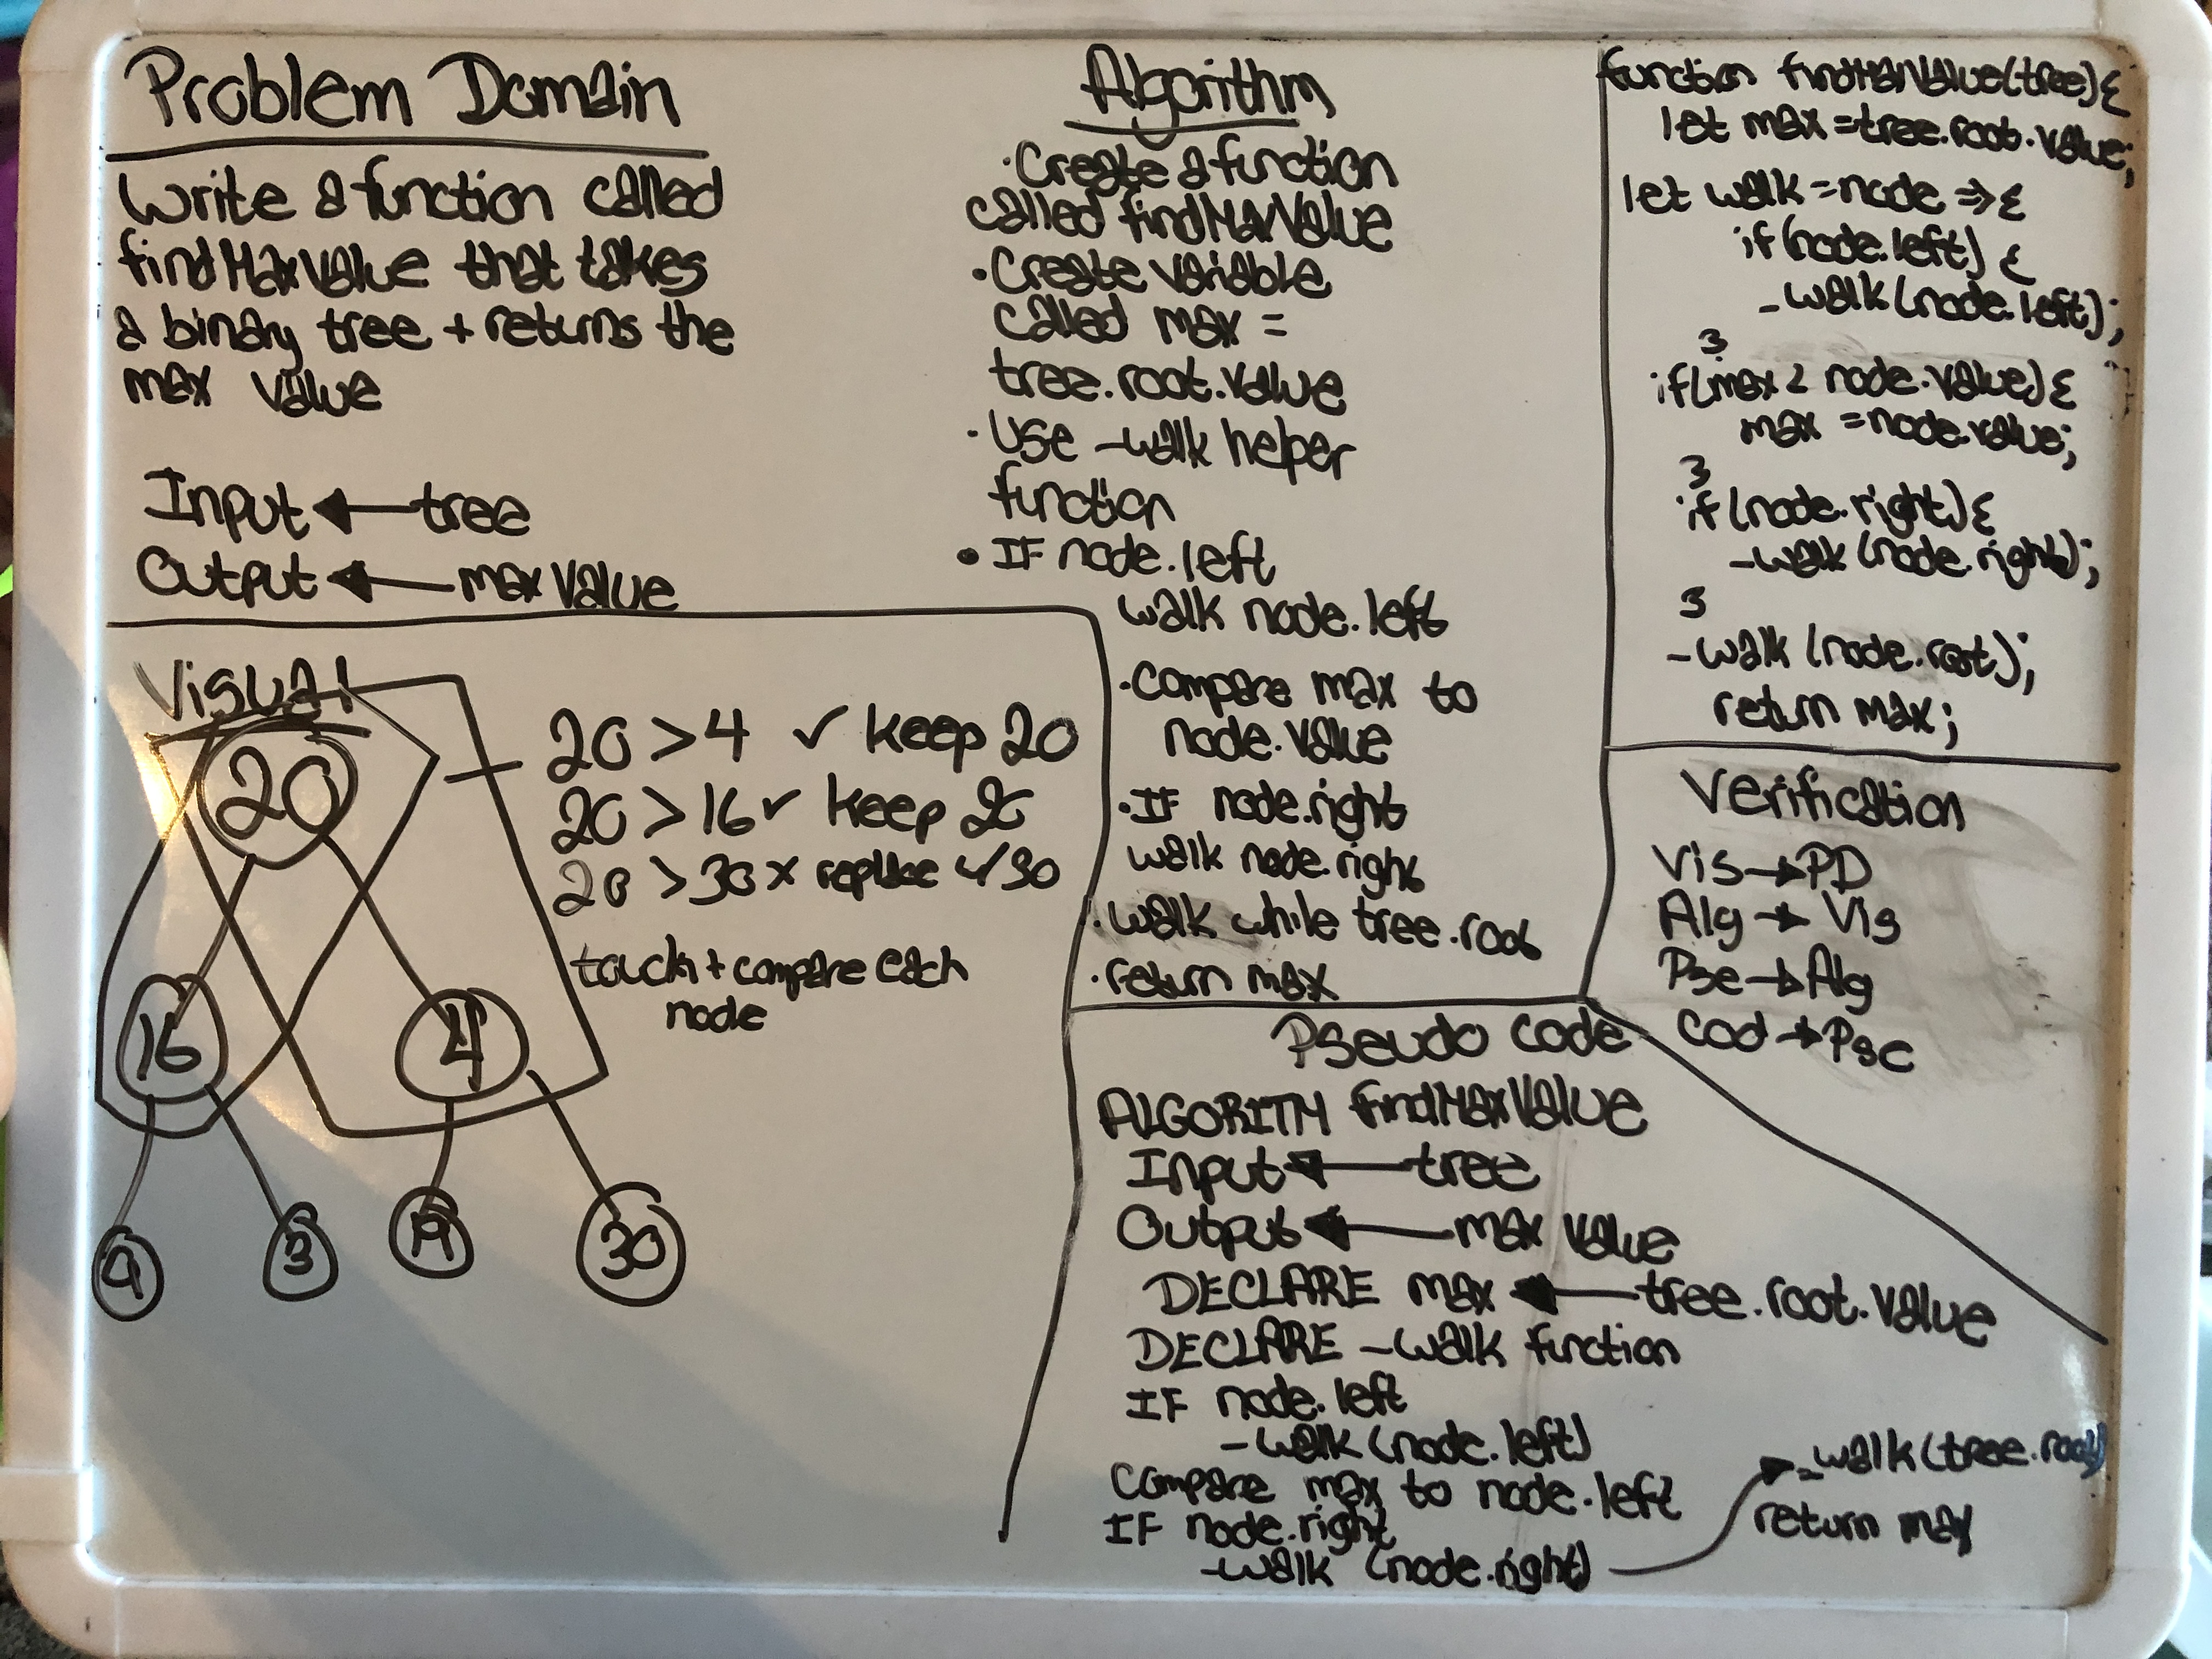 Problem Domain
Write a function called
findMaxValue that takes
a binary tree + returns the
max value
Input ← tree
Output ← max value
Visual
20
16
4
9
3
19
30
20 > 4 ✓ keep 20
20 > 16 ✓ keep 20
20 > 30 x replace w/30
touch + compare each
node
Algorithm
· Create a function
called findMaxValue
· Create variable
called max =
tree.root.value
· Use _walk helper
function
· IF node.left
walk node.left
· Compare max to
node.value
· IF node.right
walk node.right
· walk while tree.root
· return max
Pseudo code
ALGORITM findMaxValue
Input ← tree
Output ← max value
DECLARE max ← tree.root.value
DECLARE _walk function
IF node.left
_walk (node.left)
Compare max to node.left
IF node.right
_walk (node.right)
_walk (tree.root)
return max
function findMaxValue(tree){
let max = tree.root.value;
let walk = node => {
if (node.left) {
_walk (node.left);
}
if (max < node.value) {
max = node.value;
}
if (node.right) {
_walk (node.right);
}
_walk (node.root);
return max;
Verification
Vis → PD
Alg → Vis
Pse → Alg
Cod → Pse